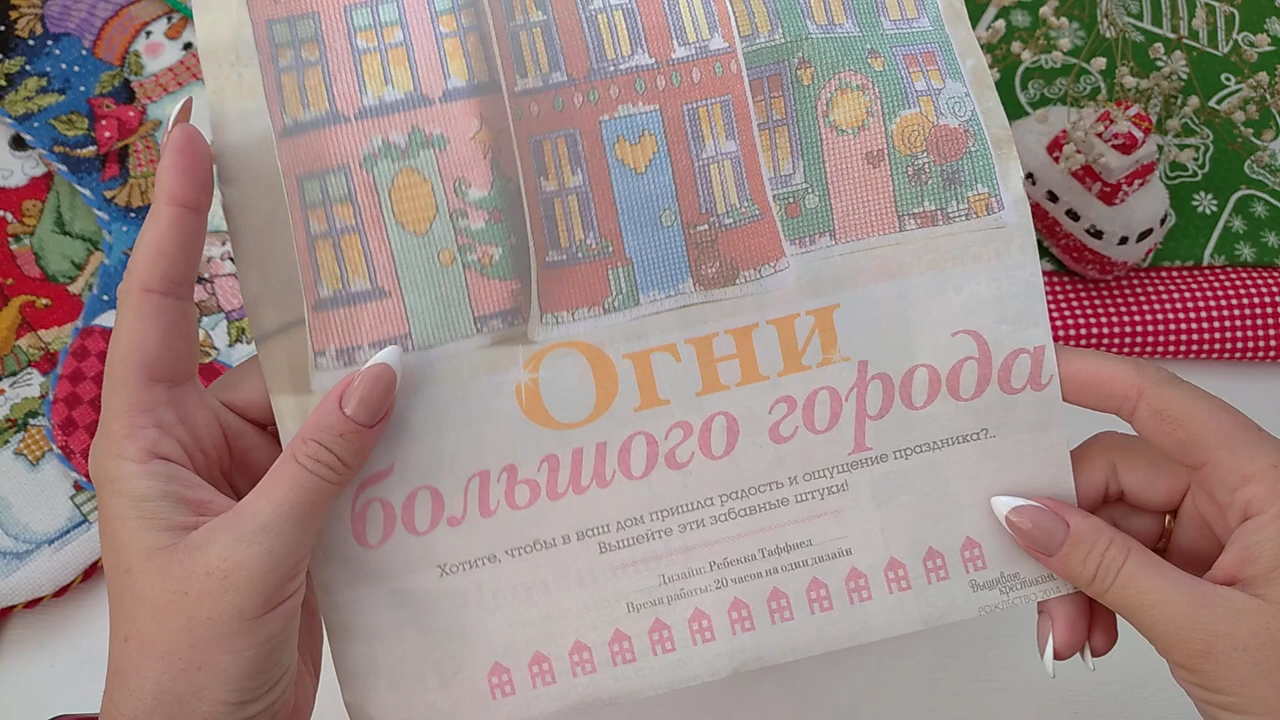 Огни
большого города
Хотите, чтобы в ваш дом пришла радость и ощущение праздника?..
Вышейте эти забавные штуки!
Дизайн: Ребекка Таффнел
Время работы: 20 часов на один дизайн
Вышиваю
крестиком
РОЖДЕСТВО 2014